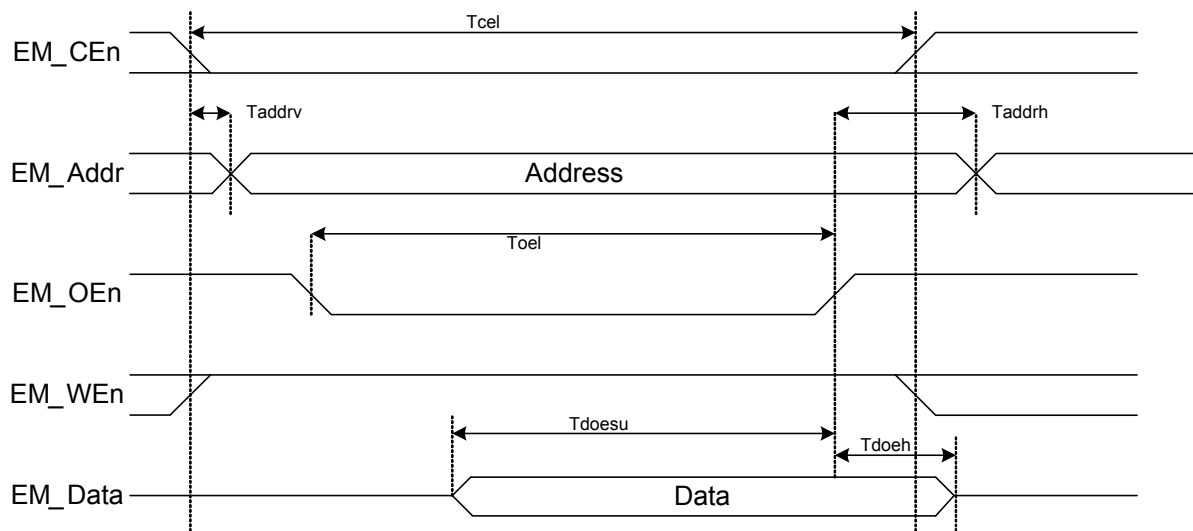 Tcel
EM_CEn
Taddrv
Taddrh
EM_Addr
Address
Toel
EM_OEn
EM_WEn
Tdoesu
Tdoeh
EM_Data
Data